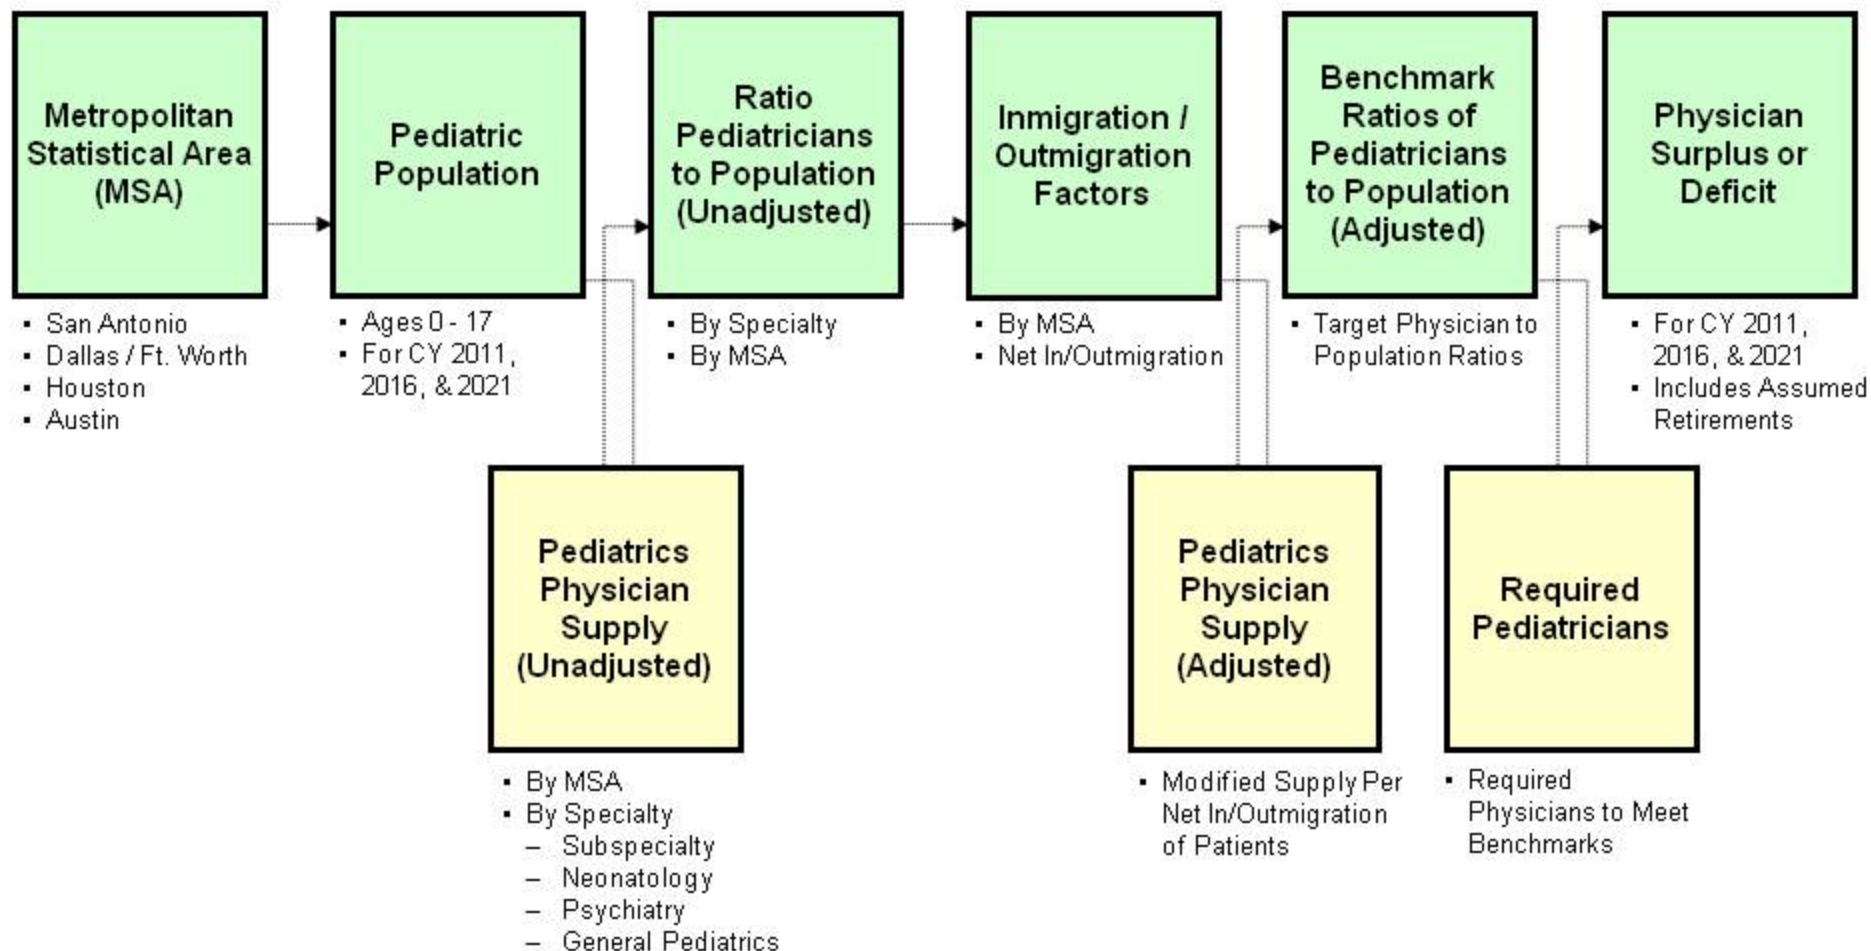 Metropolitan
Statistical Area
(MSA)
▪ San Antonio
▪ Dallas / Ft. Worth
▪ Houston
▪ Austin
Pediatric
Population
▪ Ages 0 - 17
▪ For CY 2011,
2016, & 2021
Pediatrics
Physician
Supply
(Unadjusted)
▪ By MSA
▪ By Specialty
– Subspecialty
– Neonatology
– Psychiatry
– General Pediatrics
Ratio
Pediatricians
to Population
(Unadjusted)
▪ By Specialty
▪ By MSA
Inmigration /
Outmigration
Factors
▪ By MSA
▪ Net In/Outmigration
Pediatrics
Physician
Supply
(Adjusted)
▪ Modified Supply Per
Net In/Outmigration
of Patients
Benchmark
Ratios of
Pediatricians
to Population
(Adjusted)
▪ Target Physician to
Population Ratios
Required
Pediatricians
▪ Required
Physicians to Meet
Benchmarks
Physician
Surplus or
Deficit
▪ For CY 2011,
2016, & 2021
▪ Includes Assumed
Retirements